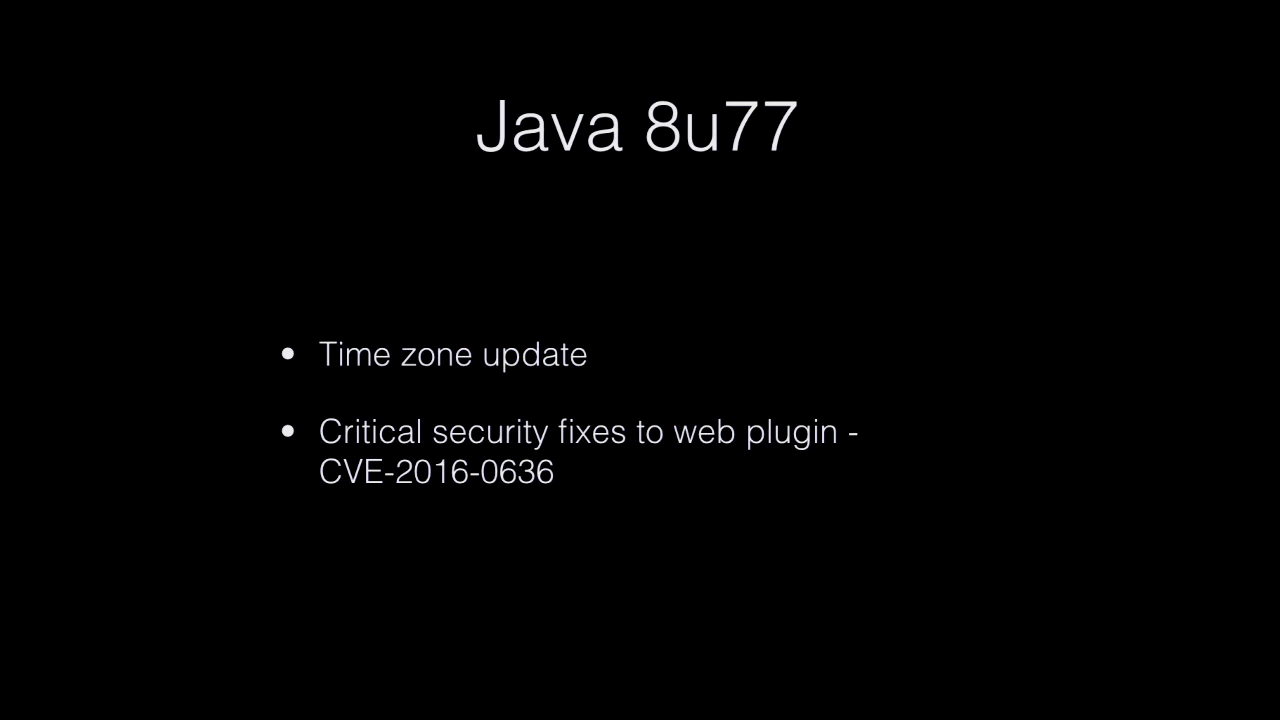 Java 8u77
• Time zone update
• Critical security fixes to web plugin -
CVE-2016-0636